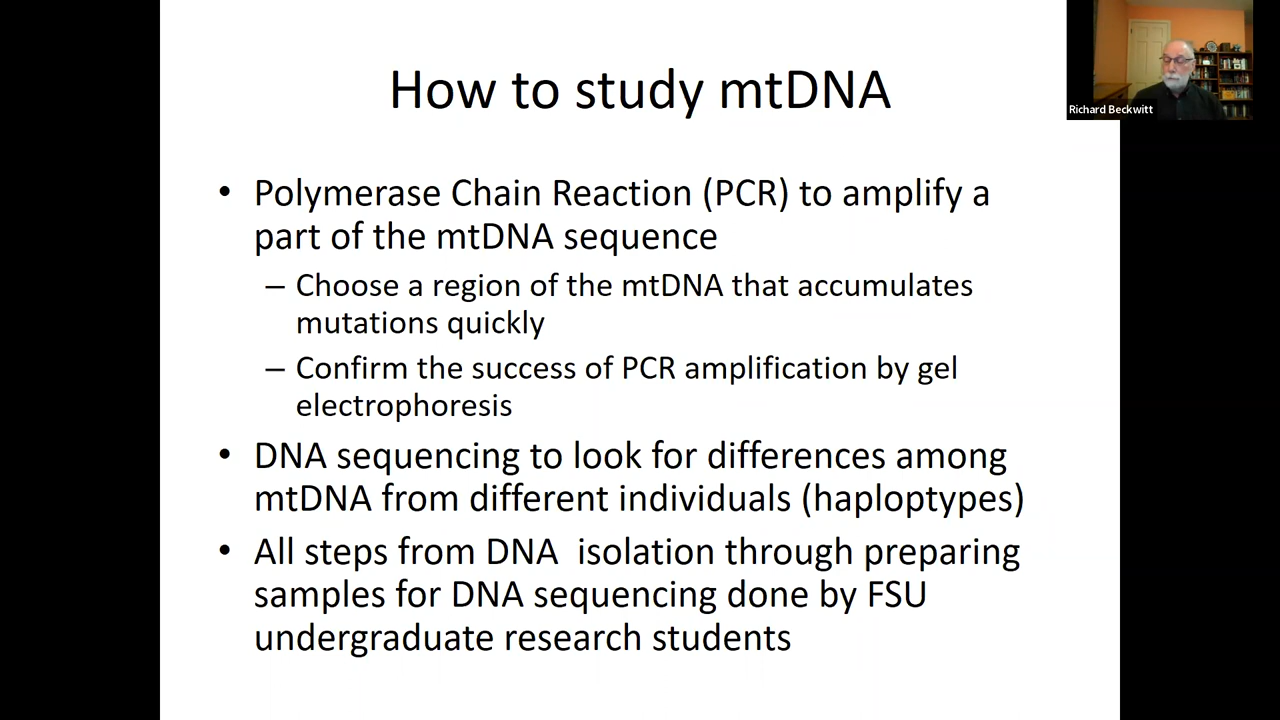 How to study mtDNA
Richard Beckwitt
• Polymerase Chain Reaction (PCR) to amplify a
part of the mtDNA sequence
– Choose a region of the mtDNA that accumulates
mutations quickly
– Confirm the success of PCR amplification by gel
electrophoresis
• DNA sequencing to look for differences among
mtDNA from different individuals (haploptypes)
• All steps from DNA  isolation through preparing
samples for DNA sequencing done by FSU
undergraduate research students